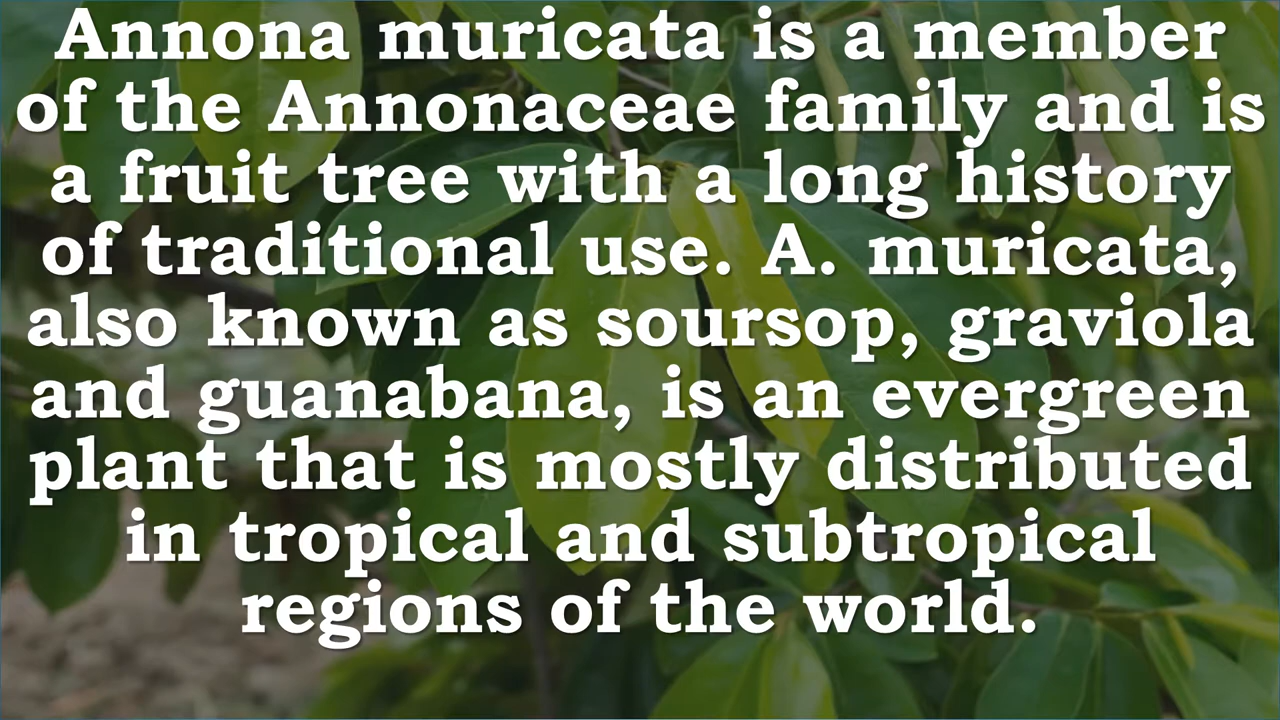 Annona muricata is a member
of the Annonaceae family and is
a fruit tree with a long history
of traditional use. A. muricata,
also known as soursop, graviola
and guanabana, is an evergreen
plant that is mostly distributed
in tropical and subtropical
regions of the world.